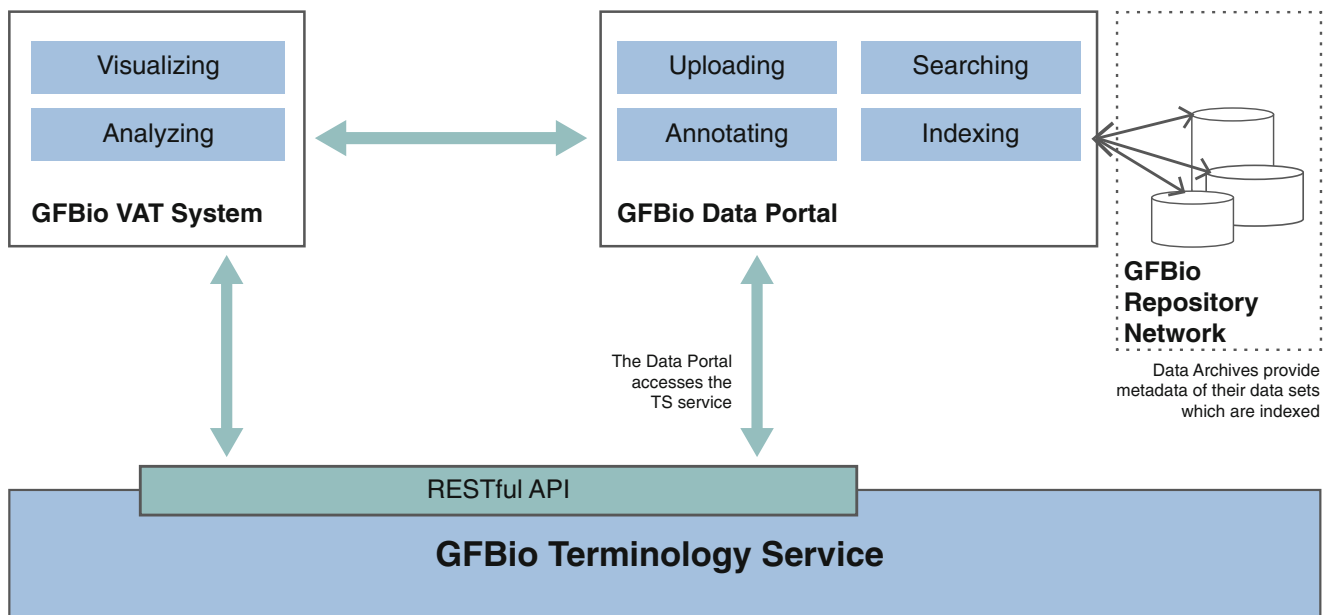 Visualizing
Analyzing
GFBio VAT System
Uploading
Searching
Annotating
Indexing
GFBio Data Portal
GFBio
Repository
Network
Data Archives provide
metadata of their data sets
which are indexed
The Data Portal
accesses the
TS service
RESTful API
GFBio Terminology Service